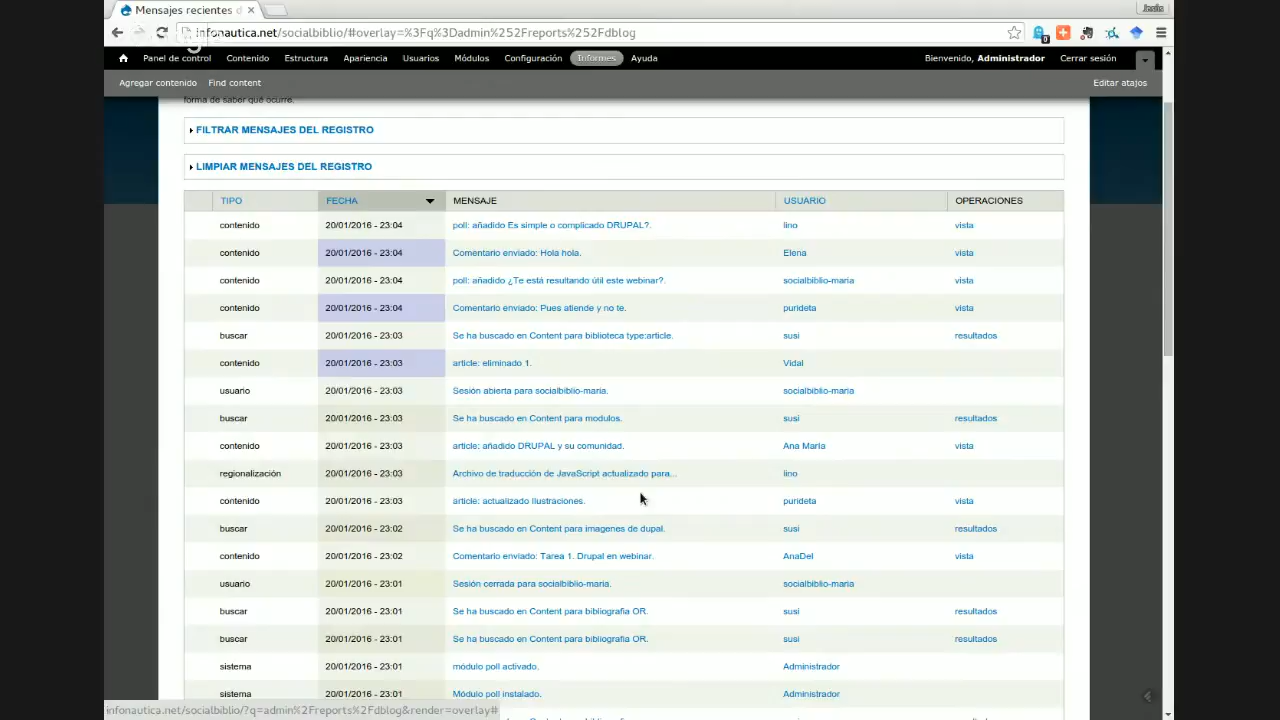 Mensajes recientes d
Joselia
infonautica.net/socialbiblio/#overlay=%3Fq%3Dadmin%252Freports%252Fdblog
0
Panel de control Contenido Estructura Apariencia Usuarios Módulos Configuración Informes Ayuda Bienvenido, Administrador Cerrar sesión
Agregar contenido Find content Editar atajos
forma de saber qué ocurre.
FILTRAR MENSAJES DEL REGISTRO
LIMPIAR MENSAJES DEL REGISTRO
TIPO FECHA MENSAJE USUARIO OPERACIONES
contenido 20/01/2016 - 23:04 poll: añadido Es simple o complicado DRUPAL?. lino vista
contenido 20/01/2016 - 23:04 Comentario enviado: Hola hola. Elena vista
contenido 20/01/2016 - 23:04 poll: añadido ¿Te está resultando útil este webinar?. socialbiblio-maria vista
contenido 20/01/2016 - 23:04 Comentario enviado: Pues atiende y no te. purideta vista
buscar 20/01/2016 - 23:03 Se ha buscado en Content para biblioteca type:article. susi resultados
contenido 20/01/2016 - 23:03 article: eliminado 1. Vidal
usuario 20/01/2016 - 23:03 Sesión abierta para socialbiblio-maria. socialbiblio-maria
buscar 20/01/2016 - 23:03 Se ha buscado en Content para modulos. susi resultados
contenido 20/01/2016 - 23:03 article: añadido DRUPAL y su comunidad. Ana María vista
regionalización 20/01/2016 - 23:03 Archivo de traducción de JavaScript actualizado para... lino
contenido 20/01/2016 - 23:03 article: actualizado Ilustraciones. purideta vista
buscar 20/01/2016 - 23:02 Se ha buscado en Content para imagenes de dupal. susi resultados
contenido 20/01/2016 - 23:02 Comentario enviado: Tarea 1. Drupal en webinar. AnaDel vista
usuario 20/01/2016 - 23:01 Sesión cerrada para socialbiblio-maria. socialbiblio-maria
buscar 20/01/2016 - 23:01 Se ha buscado en Content para bibliografia OR. susi resultados
buscar 20/01/2016 - 23:01 Se ha buscado en Content para bibliografia OR. susi resultados
sistema 20/01/2016 - 23:01 módulo poll activado. Administrador
sistema 20/01/2016 - 23:01 Módulo poll instalado. Administrador
infonautica.net/socialbiblio/?q=admin%2Freports%2Fdblog&render=overlay#